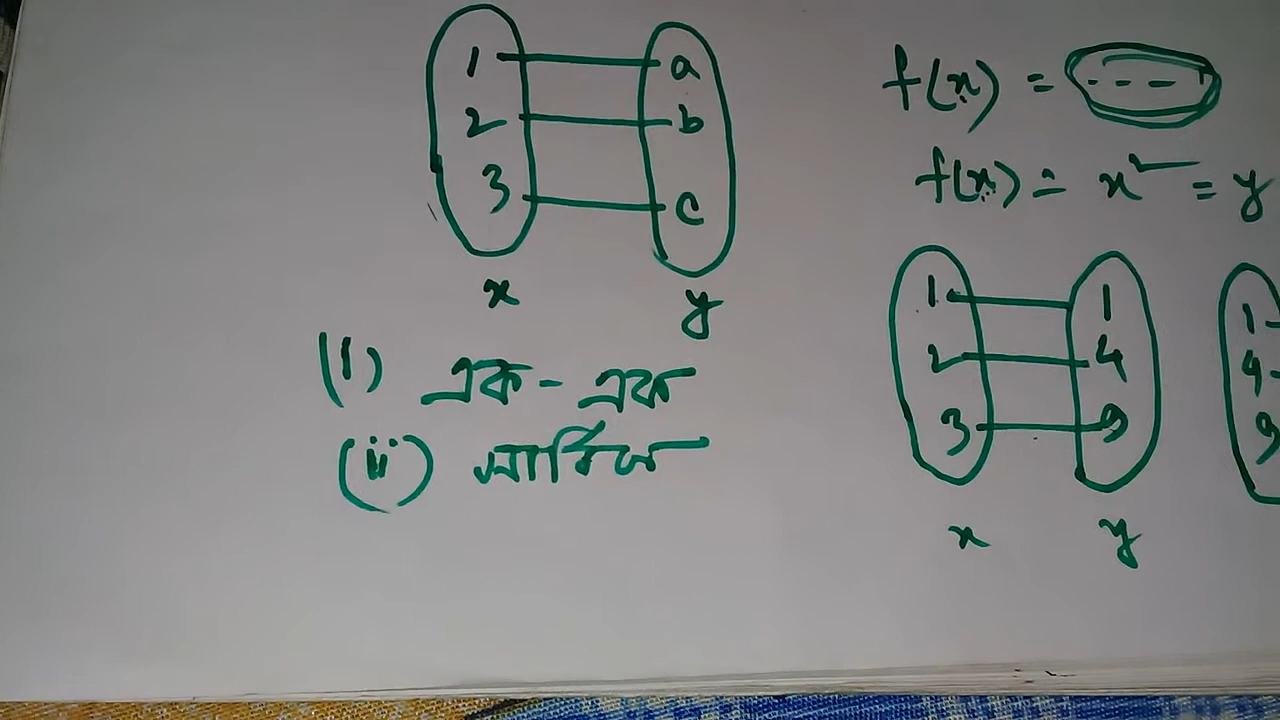 1 a
2 b
3 c
x y
(i) এক - এক
(ii) সার্বিক
f(x) = - - - -
f(x) = x² = y
1 1
2 4
3 9
x y
1
4
9